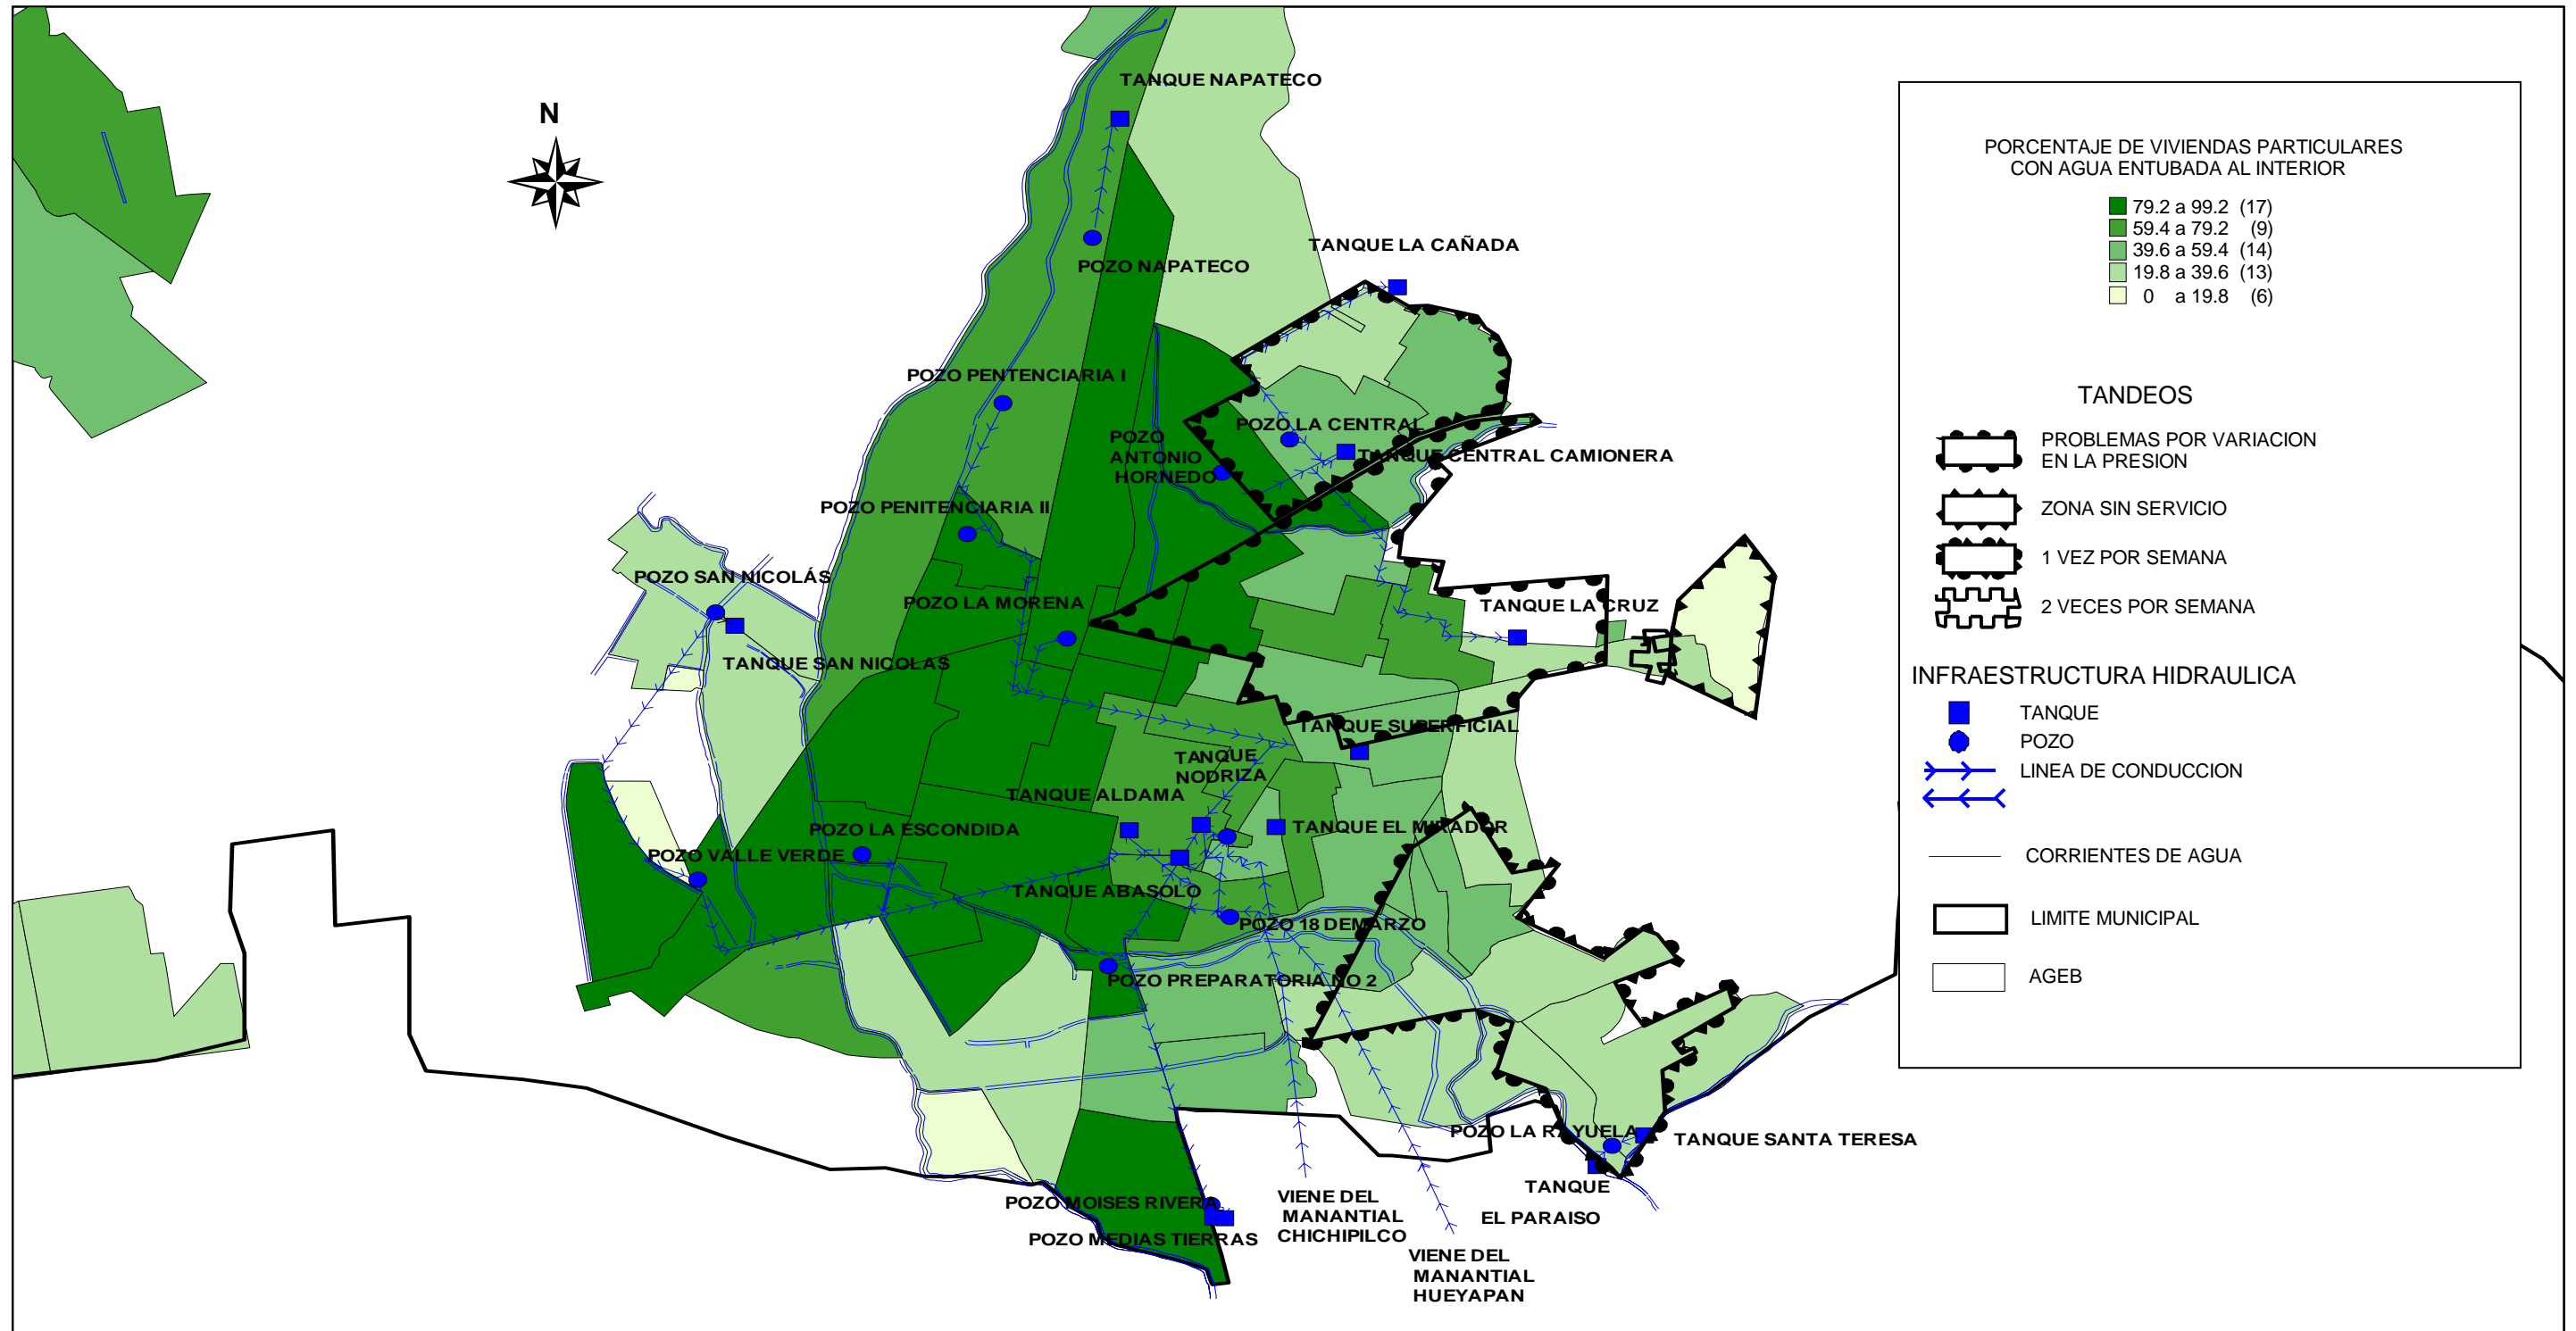 N
TANQUE NAPATECO
POZO NAPATECO
TANQUE LA CAÑADA
POZO PENTENCIARIA I
POZO LA CENTRAL
POZO
ANTONIO
HORNEDO
TANQUE CENTRAL CAMIONERA
POZO PENITENCIARIA II
POZO SAN NICOLÁS
POZO LA MORENA
TANQUE LA CRUZ
TANQUE SAN NICOLAS
TANQUE SUPERFICIAL
TANQUE
NODRIZA
TANQUE ALDAMA
POZO LA ESCONDIDA
TANQUE EL MIRADOR
POZO VALLE VERDE
TANQUE ABASOLO
POZO 18 DEMARZO
POZO PREPARATORIA NO 2
POZO LA RAYUELA
TANQUE SANTA TERESA
TANQUE
EL PARAISO
POZO MOISES RIVERA
POZO MEDIAS TIERRAS
VIENE DEL
MANANTIAL
CHICHIPILCO
VIENE DEL
MANANTIAL
HUEYAPAN
PORCENTAJE DE VIVIENDAS PARTICULARES
CON AGUA ENTUBADA AL INTERIOR
79.2 a 99.2 (17)
59.4 a 79.2 (9)
39.6 a 59.4 (14)
19.8 a 39.6 (13)
0 a 19.8 (6)
TANDEOS
PROBLEMAS POR VARIACION
EN LA PRESION
ZONA SIN SERVICIO
1 VEZ POR SEMANA
2 VECES POR SEMANA
INFRAESTRUCTURA HIDRAULICA
TANQUE
POZO
LINEA DE CONDUCCION
CORRIENTES DE AGUA
LIMITE MUNICIPAL
AGEB